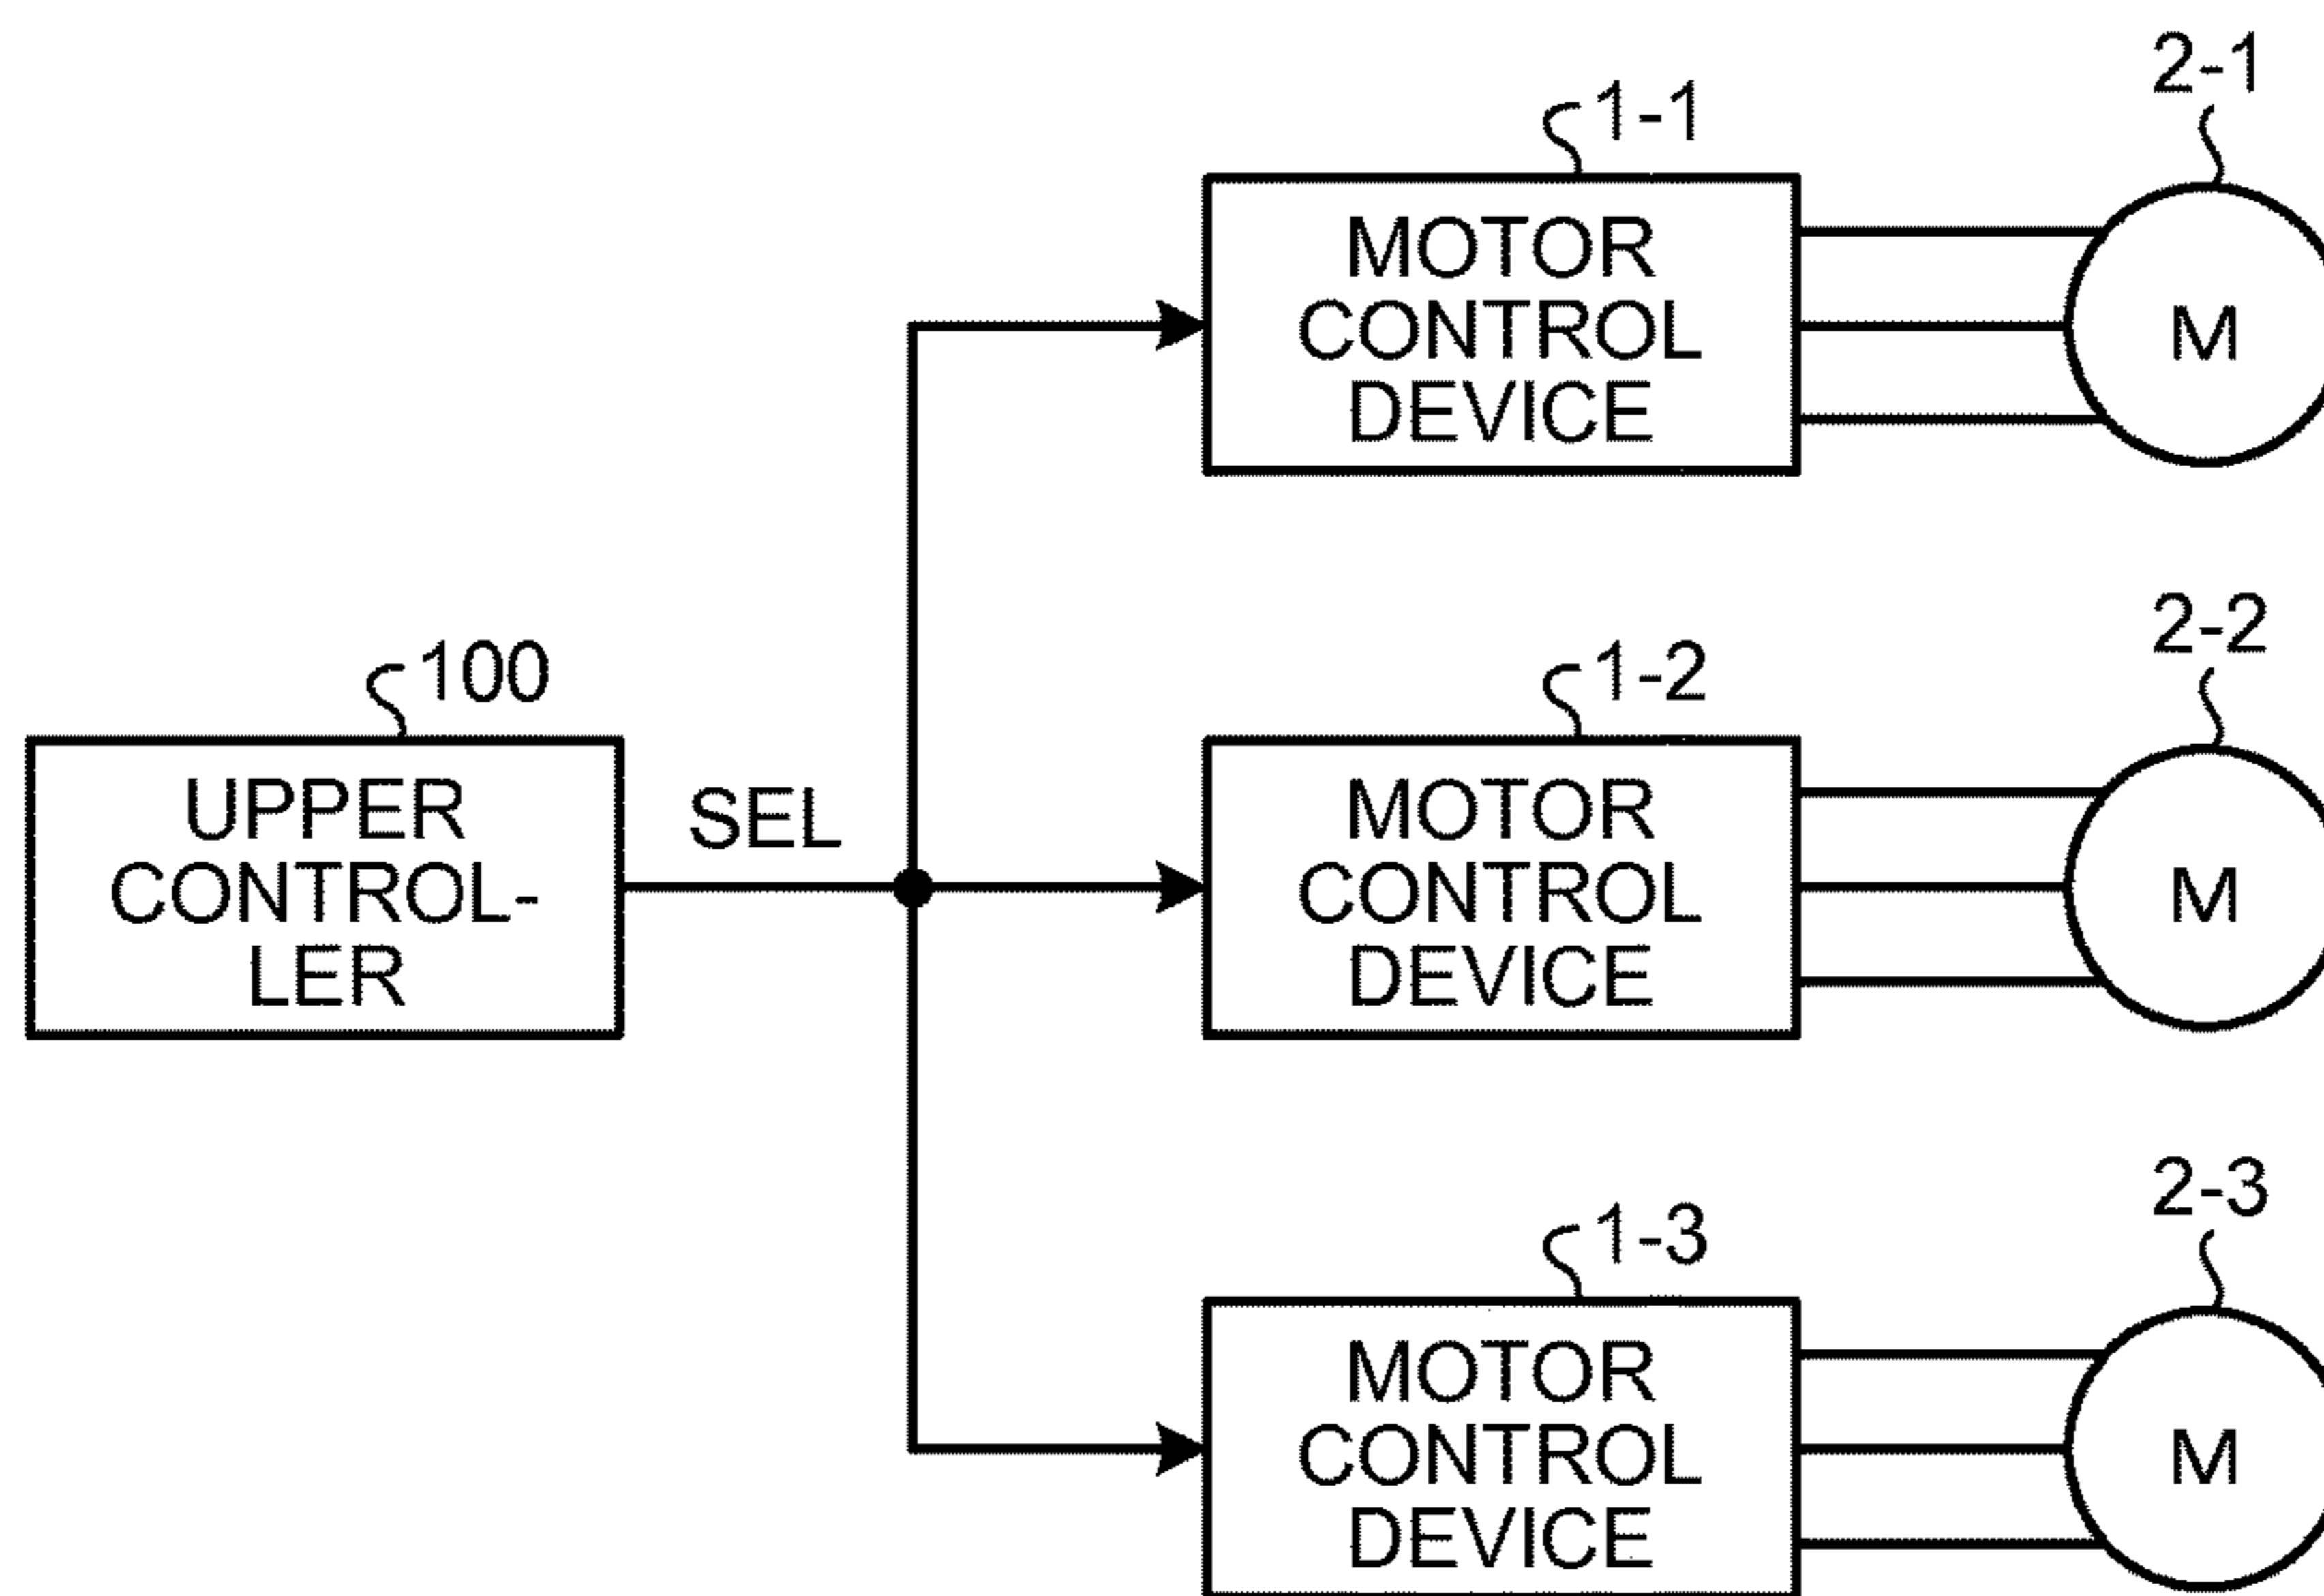 2-1
1-1
MOTOR
CONTROL
DEVICE
M
2-2
1-2
100
MOTOR
CONTROL
DEVICE
M
UPPER
CONTROL-
LER
SEL
2-3
1-3
MOTOR
CONTROL
DEVICE
M